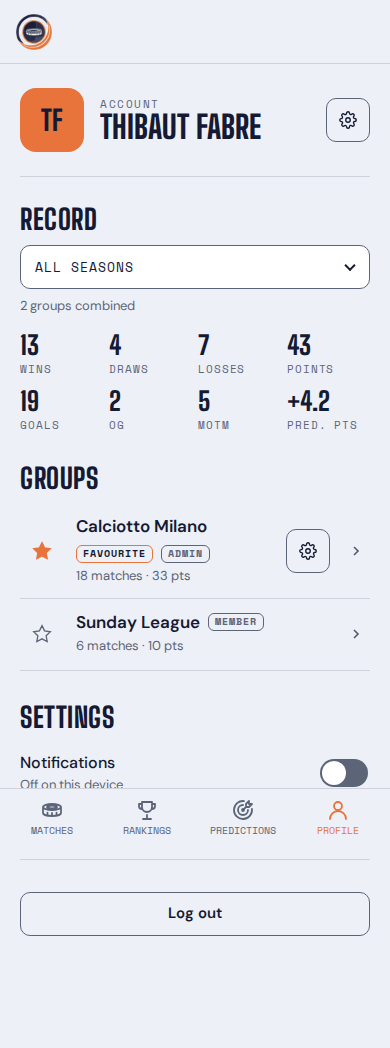 TF
ACCOUNT
THIBAUT FABRE
RECORD
ALL SEASONS
2 groups combined
13 4 7 43
WINS DRAWS LOSSES POINTS
19 2 5 +4.2
GOALS OG MOTM PRED. PTS
GROUPS
Calciotto Milano
FAVOURITE ADMIN
18 matches · 33 pts
Sunday League MEMBER
6 matches · 10 pts
SETTINGS
Notifications
Off on this device
MATCHES RANKINGS PREDICTIONS PROFILE
Log out